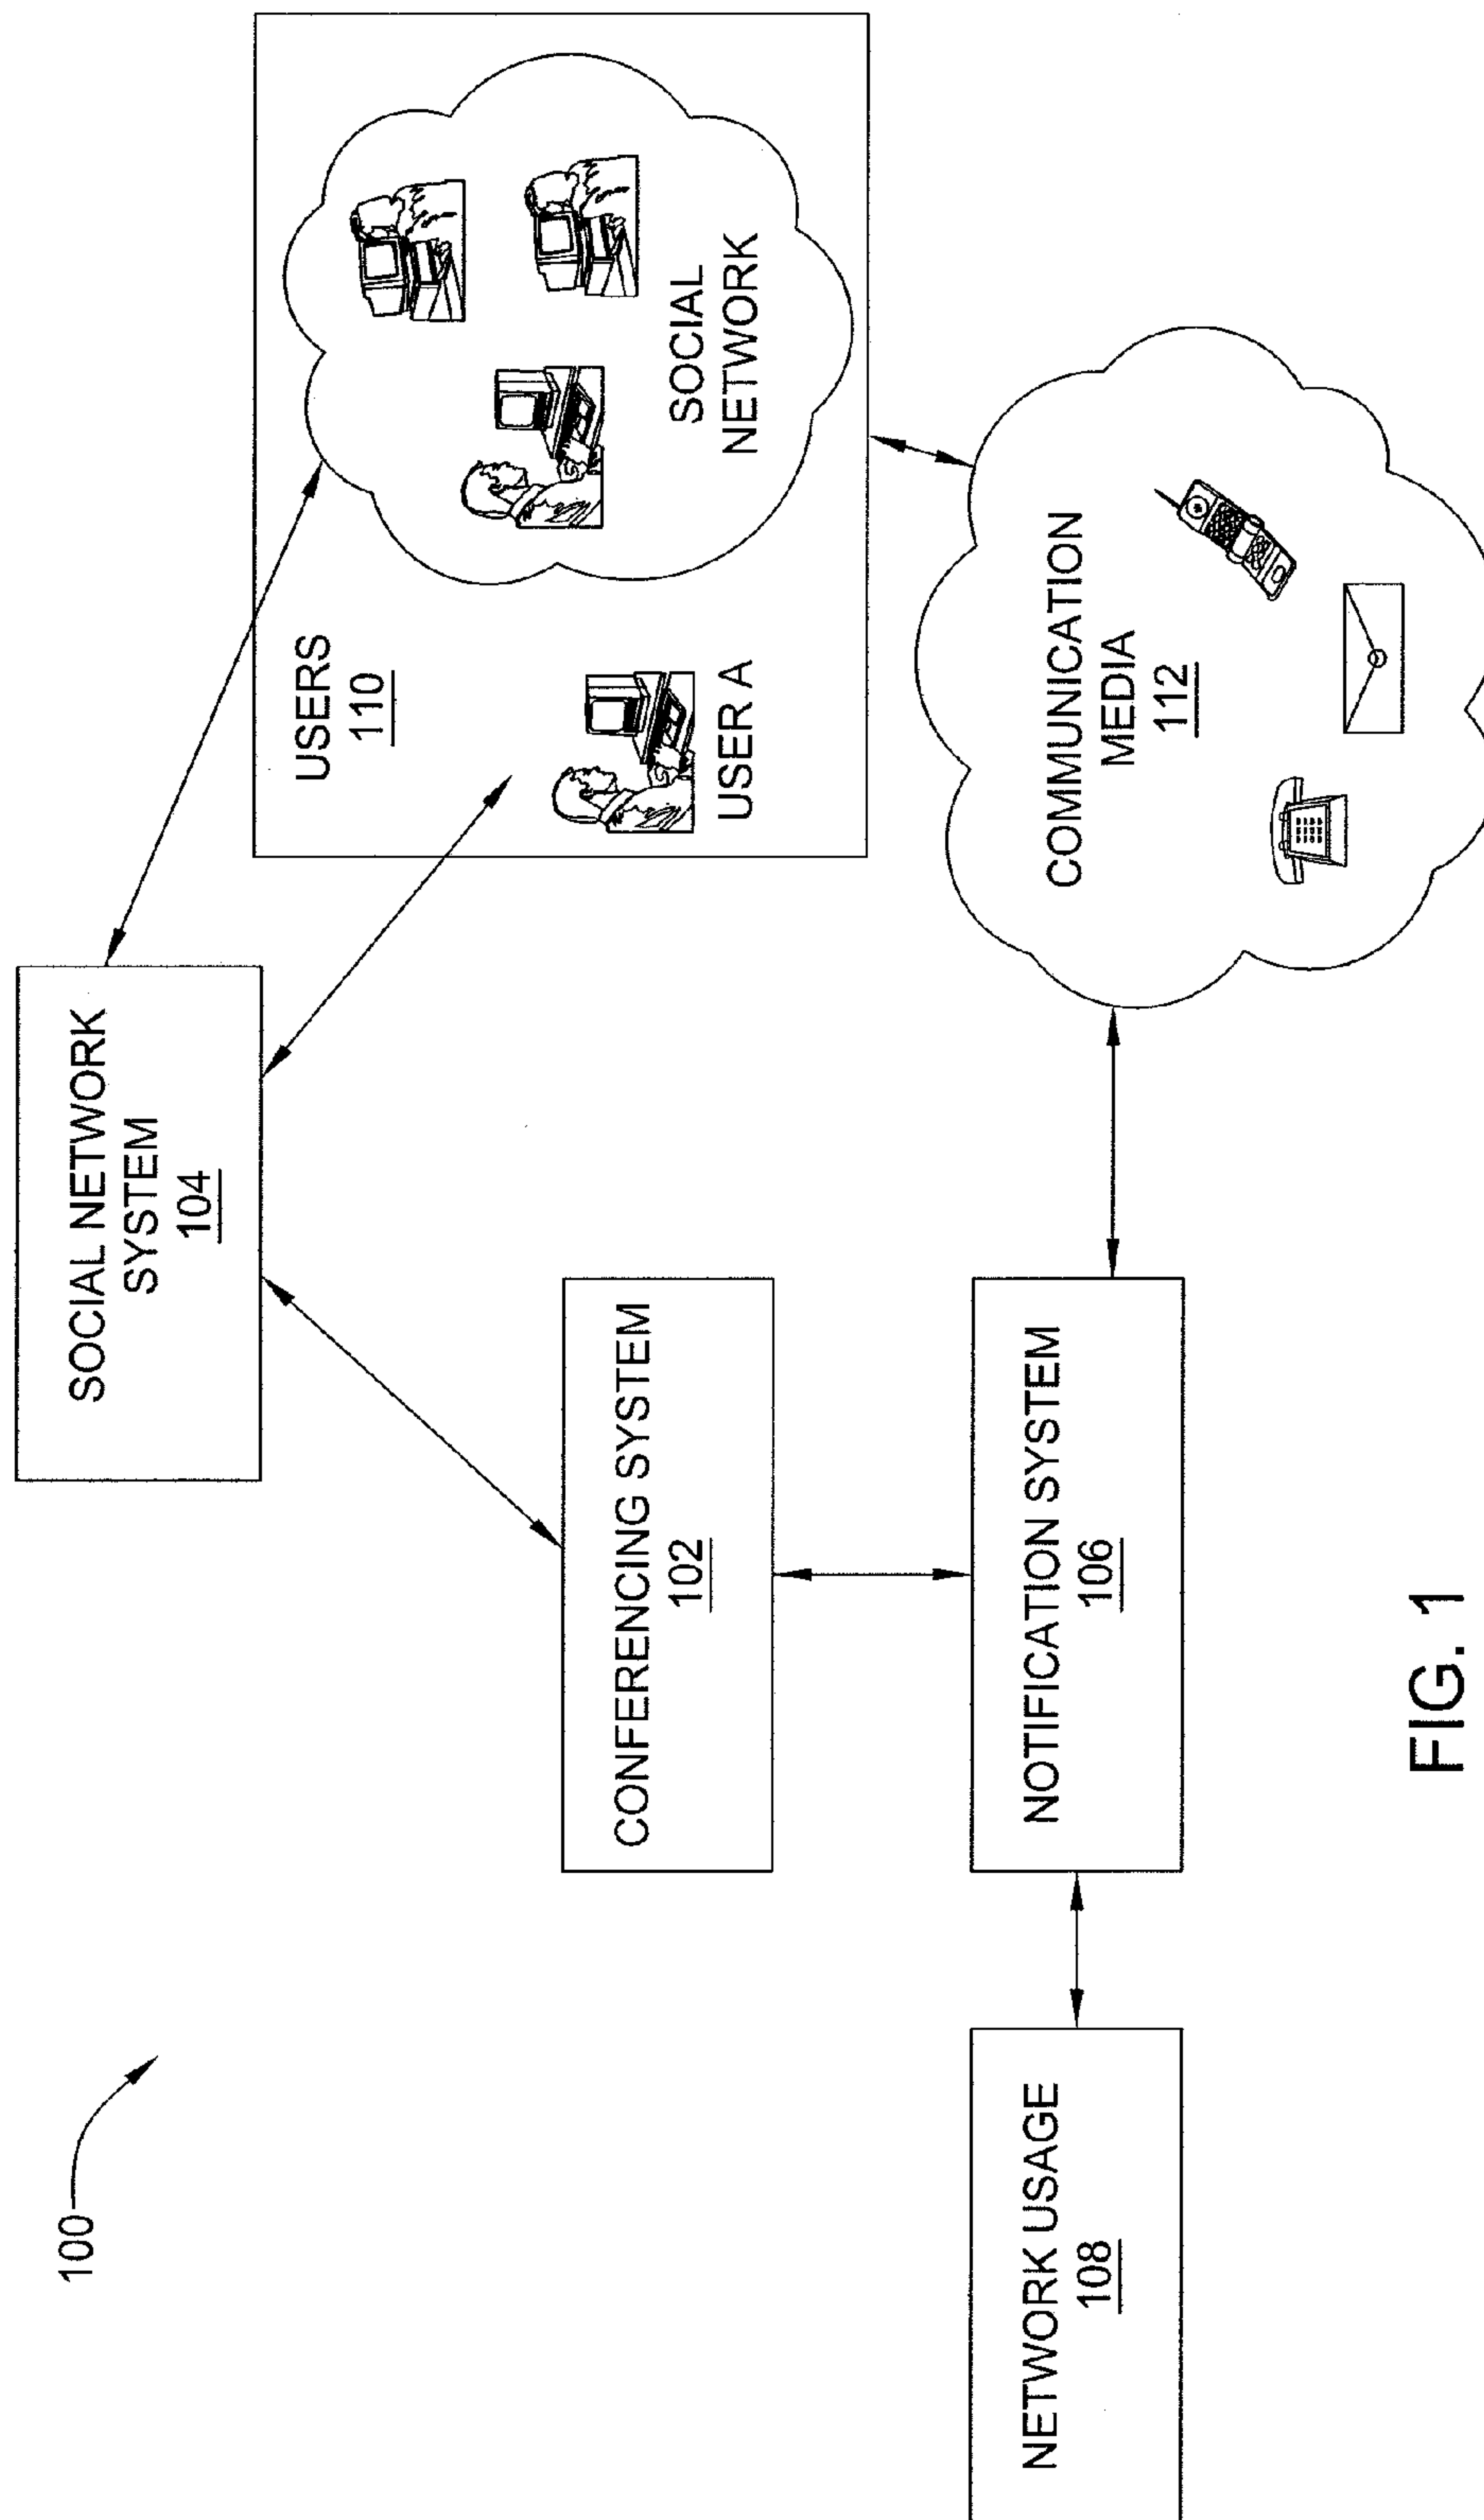 100
SOCIAL NETWORK
SYSTEM
104
USERS
110
USER A
SOCIAL
NETWORK
CONFERENCING SYSTEM
102
NETWORK USAGE
108
NOTIFICATION SYSTEM
106
COMMUNICATION
MEDIA
112
FIG. 1